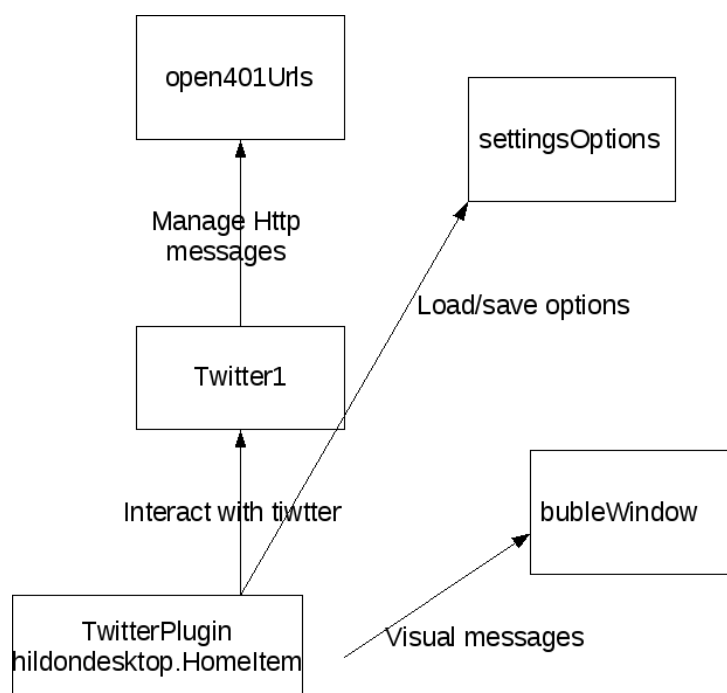 open401Urls
settingsOptions
Manage Http
messages
Load/save options
Twitter1
Interact with tiwtter
bubleWindow
TwitterPlugin
hildondesktop.HomeItem
Visual messages